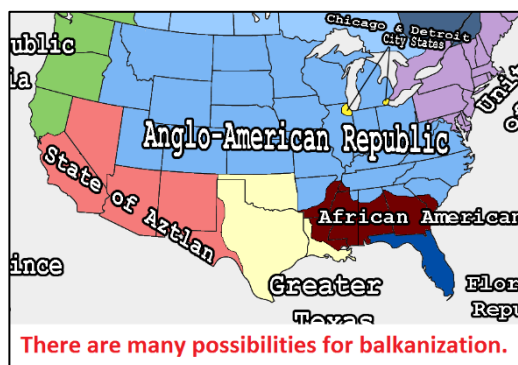 Chicago & Detroit
City States
ublic
ia
Unit
of
Anglo-American Republic
State of Aztlan
African American
ince
Greater
Texas
Flor
Repu
There are many possibilities for balkanization.